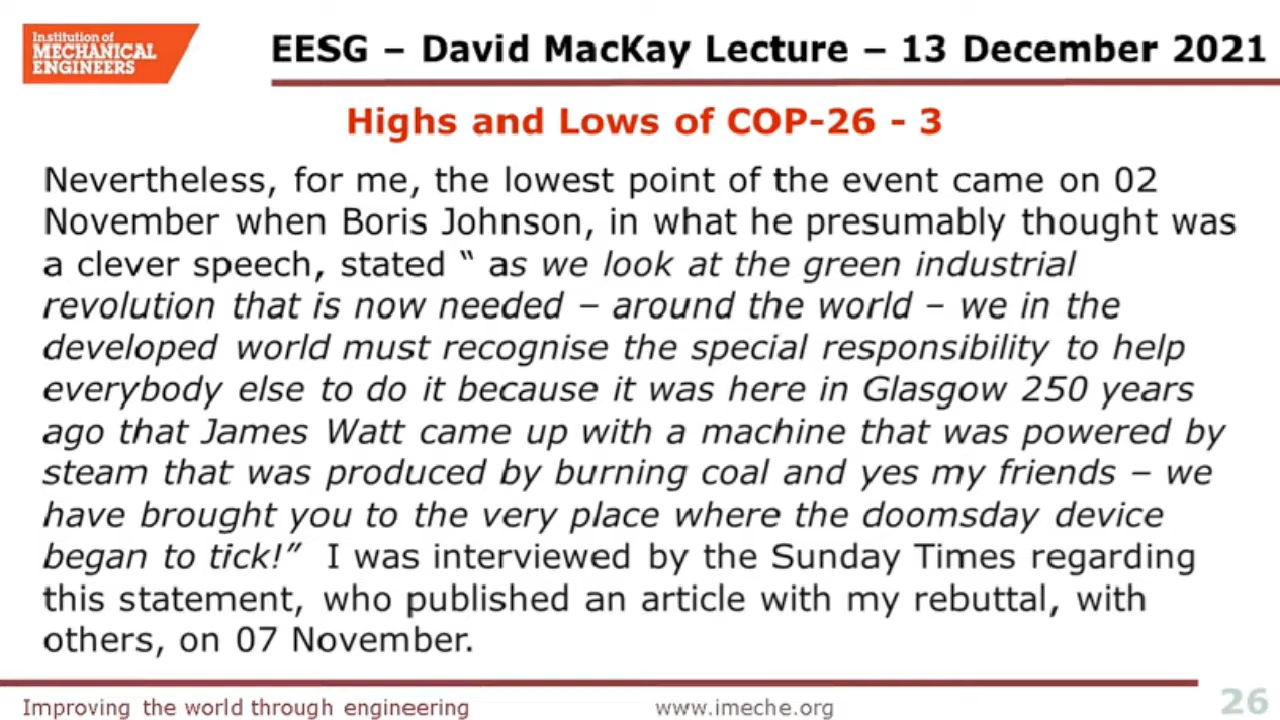 Institution of
MECHANICAL
ENGINEERS
EESG – David MacKay Lecture – 13 December 2021
Highs and Lows of COP-26 - 3
Nevertheless, for me, the lowest point of the event came on 02
November when Boris Johnson, in what he presumably thought was
a clever speech, stated “ as we look at the green industrial
revolution that is now needed – around the world – we in the
developed world must recognise the special responsibility to help
everybody else to do it because it was here in Glasgow 250 years
ago that James Watt came up with a machine that was powered by
steam that was produced by burning coal and yes my friends – we
have brought you to the very place where the doomsday device
began to tick!” I was interviewed by the Sunday Times regarding
this statement, who published an article with my rebuttal, with
others, on 07 November.
Improving the world through engineering
www.imeche.org
26